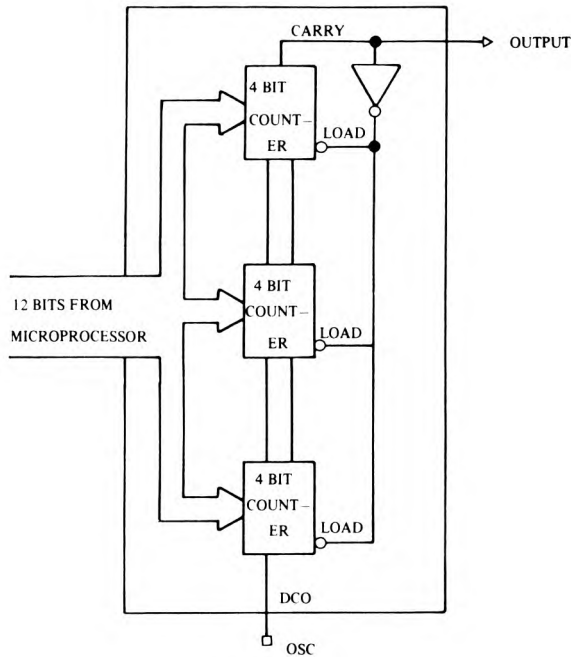 CARRY
OUTPUT
4 BIT
COUNT-
ER
LOAD
12 BITS FROM
MICROPROCESSOR
4 BIT
COUNT-
ER
LOAD
4 BIT
COUNT-
ER
LOAD
DCO
OSC